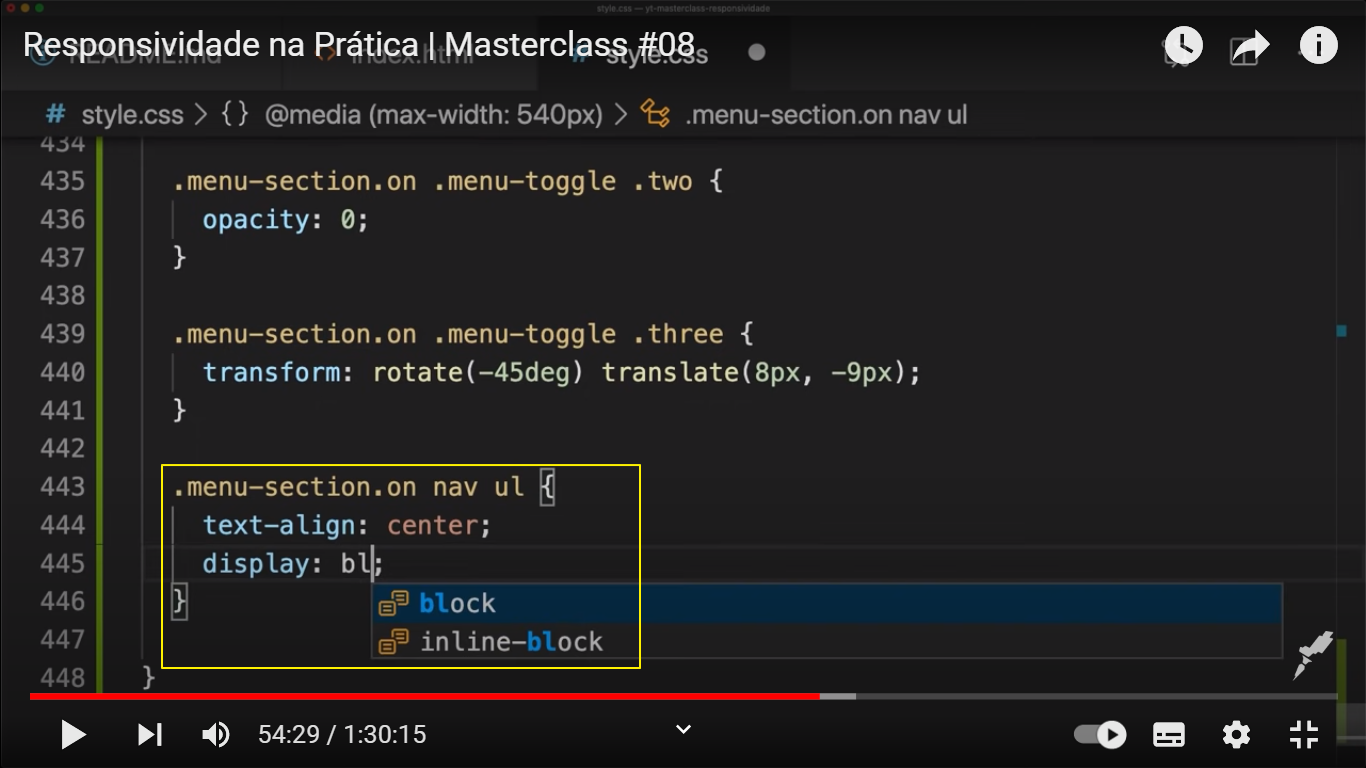 style.css — yt-masterclass-responsividade
Responsividade na Prática | Masterclass #08
README.md index.html # style.css
# style.css > {} @media (max-width: 540px) > .menu-section.on nav ul
434
435 .menu-section.on .menu-toggle .two {
436 opacity: 0;
437 }
438
439 .menu-section.on .menu-toggle .three {
440 transform: rotate(-45deg) translate(8px, -9px);
441 }
442
443 .menu-section.on nav ul {
444 text-align: center;
445 display: bl;
446 }
block
447
inline-block
448 }
54:29 / 1:30:15